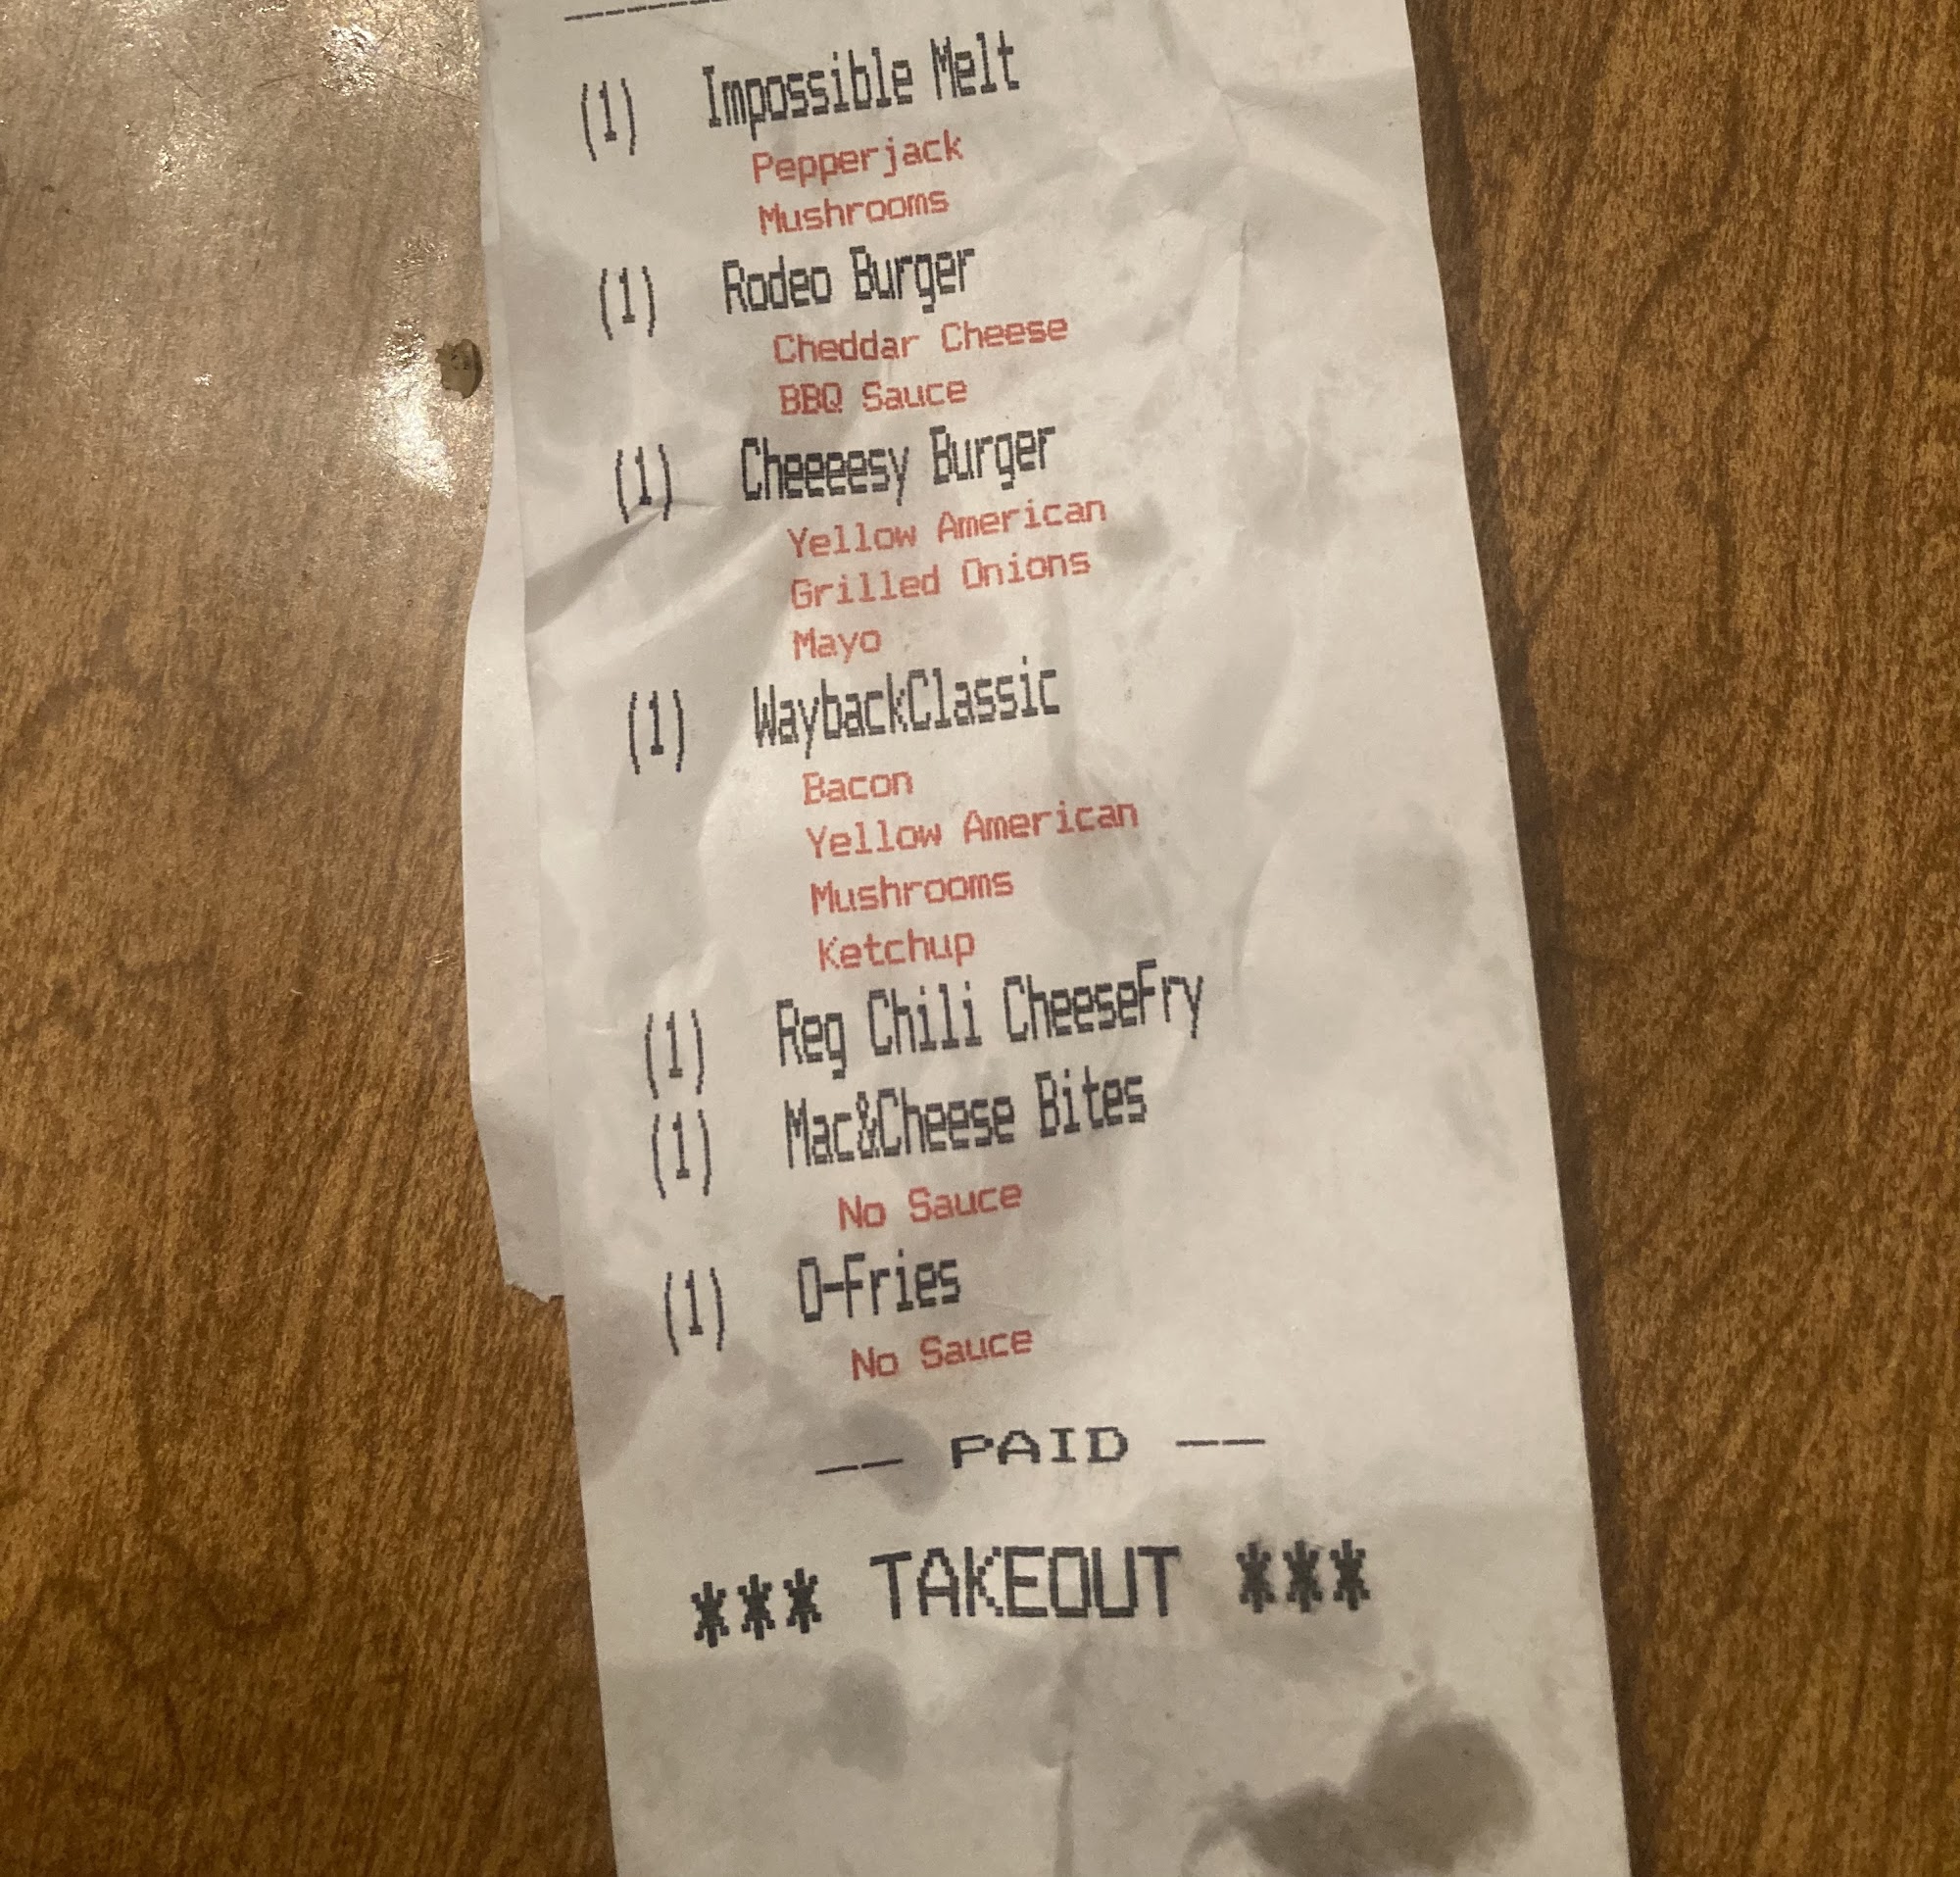 (1) Impossible Melt
Pepperjack
Mushrooms
(1) Rodeo Burger
Cheddar Cheese
BBQ Sauce
(1) Cheeeesy Burger
Yellow American
Grilled Onions
Mayo
(1) WaybackClassic
Bacon
Yellow American
Mushrooms
Ketchup
(1) Reg Chili CheeseFry
(1) Mac&Cheese Bites
No Sauce
(1) O-Fries
No Sauce
-- PAID --
*** TAKEOUT ***